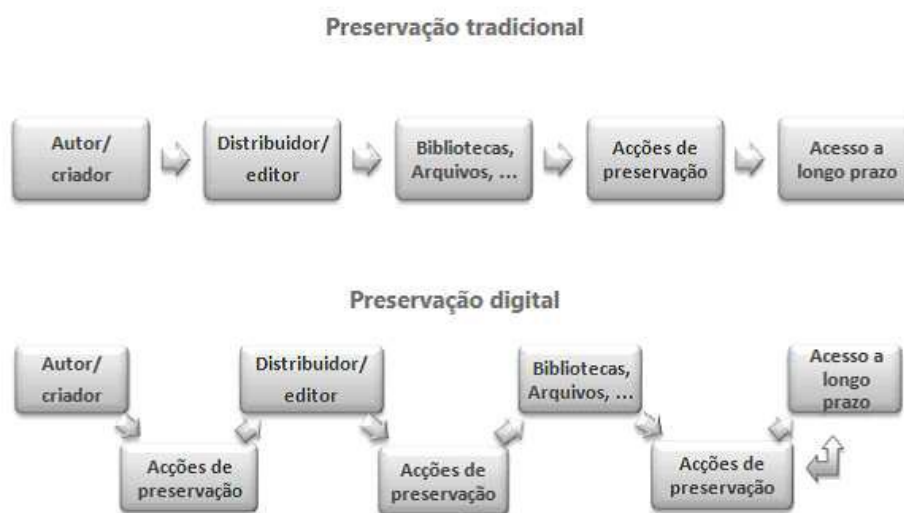 Preservação tradicional
Autor/
criador
Distribuidor/
editor
Bibliotecas,
Arquivos, ...
Acções de
preservação
Acesso a
longo prazo
Preservação digital
Autor/
criador
Acções de
preservação
Distribuidor/
editor
Acções de
preservação
Bibliotecas,
Arquivos, ...
Acções de
preservação
Acesso a
longo
prazo